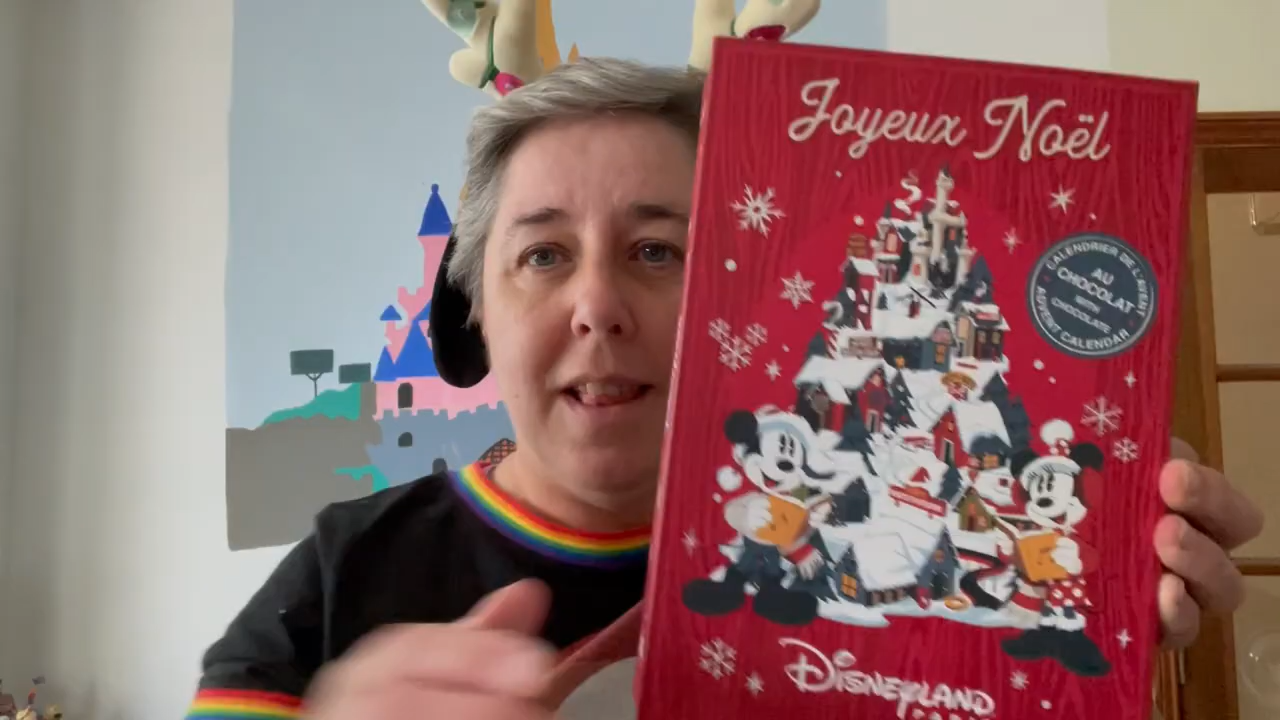 Joyeux Noël
CALENDRIER DE L'AVENT
AU
CHOCOLAT
WITH
CHOCOLATE
ADVENT CALENDAR
DISNEYLAND